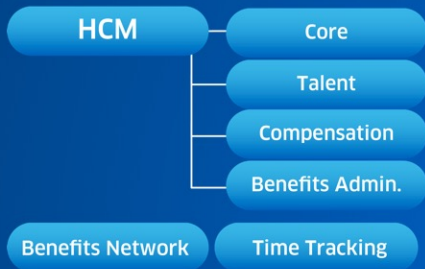 HCM
Core
Talent
Compensation
Benefits Admin.
Benefits Network
Time Tracking